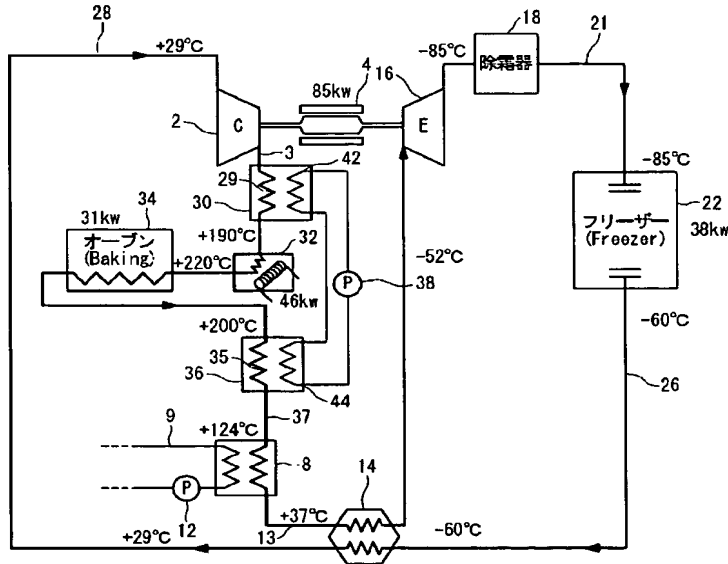 28
+29℃
2
C
3
85kw
4
16
E
-85℃
18
除霜器
21
-85℃
フリーザー
(Freezer)
22
38kw
42
29
30
+190℃
34
31kw
オーブン
(Baking)
+220℃
32
46kw
P
38
-52℃
+200℃
35
36
44
-60℃
26
37
9
+124℃
8
P
12
14
+37℃
13
+29℃
-60℃